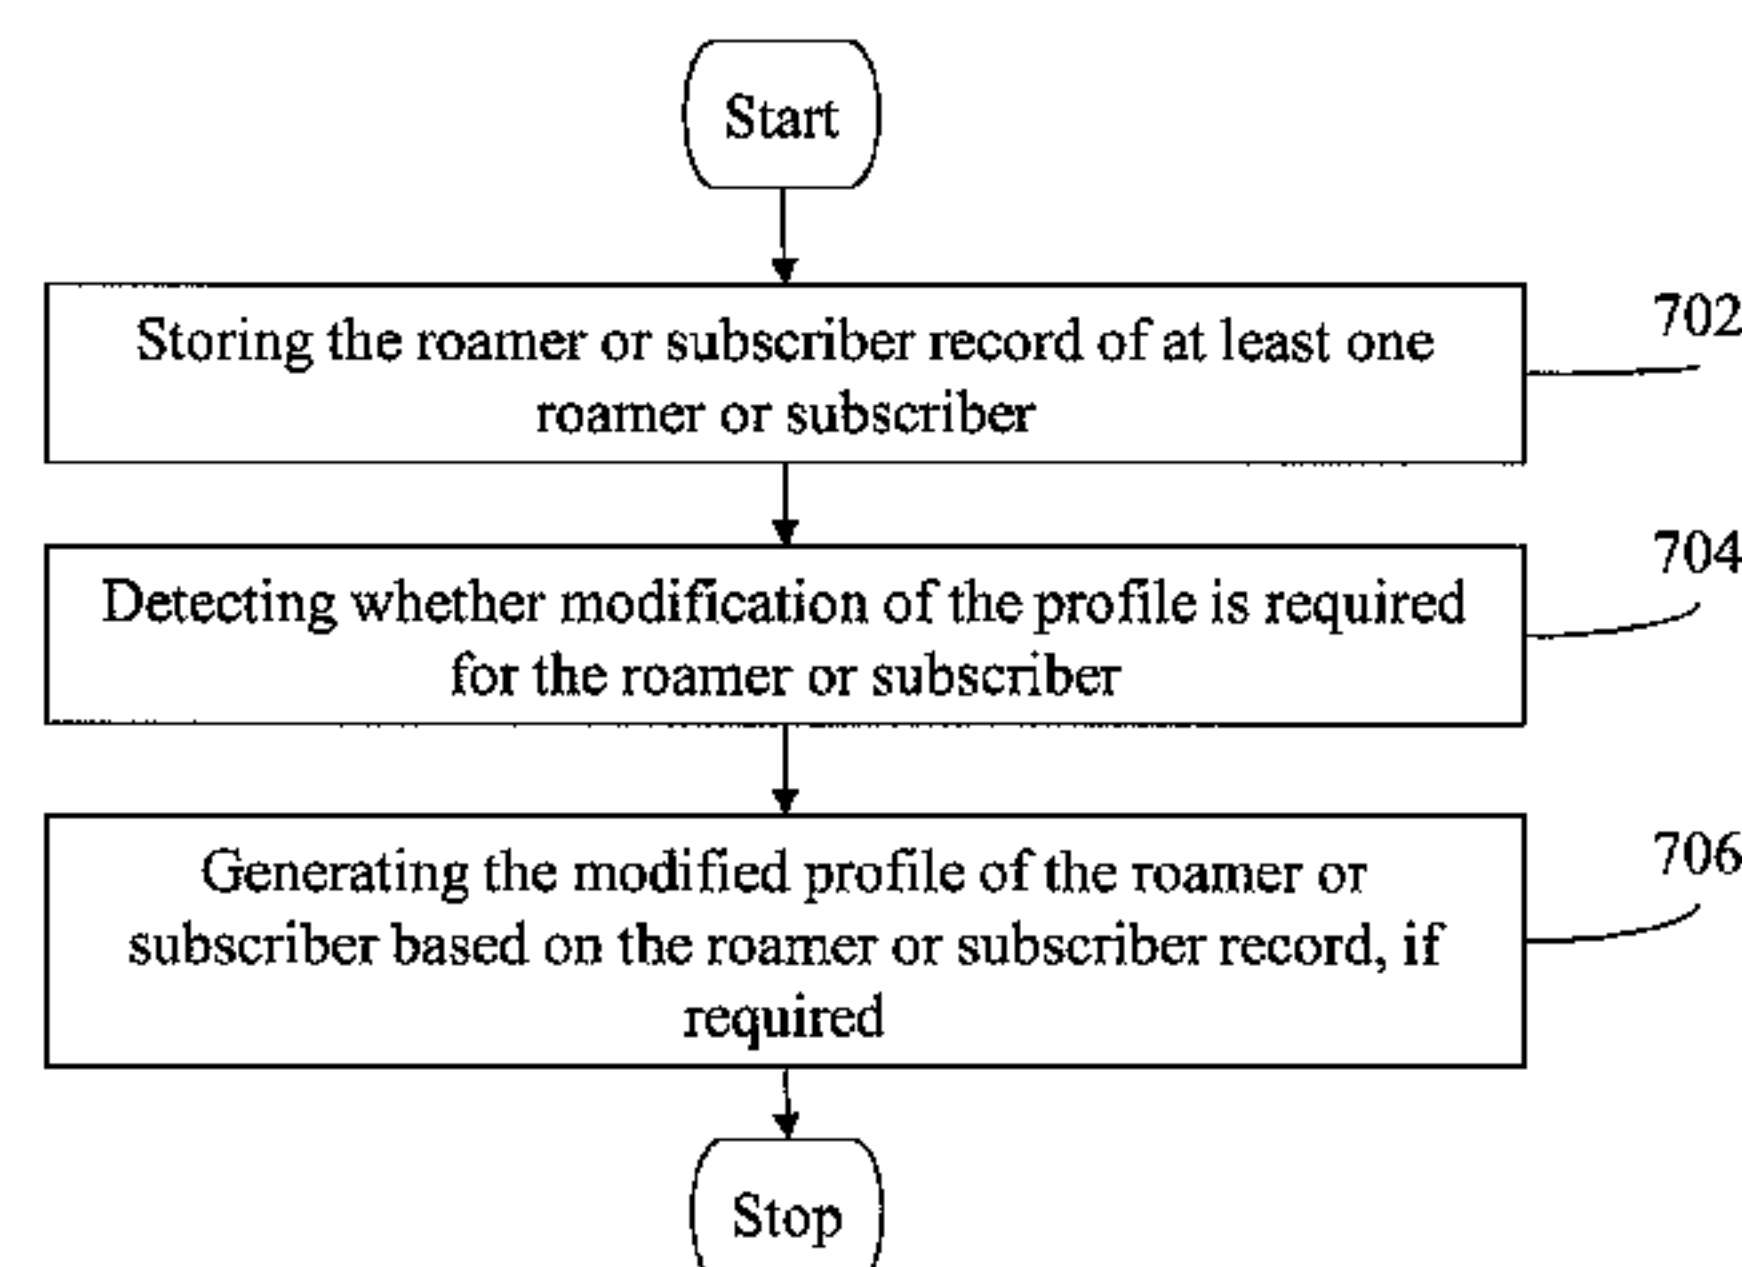 Start
702
Storing the roamer or subscriber record of at least one
roamer or subscriber
704
Detecting whether modification of the profile is required
for the roamer or subscriber
706
Generating the modified profile of the roamer or
subscriber based on the roamer or subscriber record, if
required
Stop